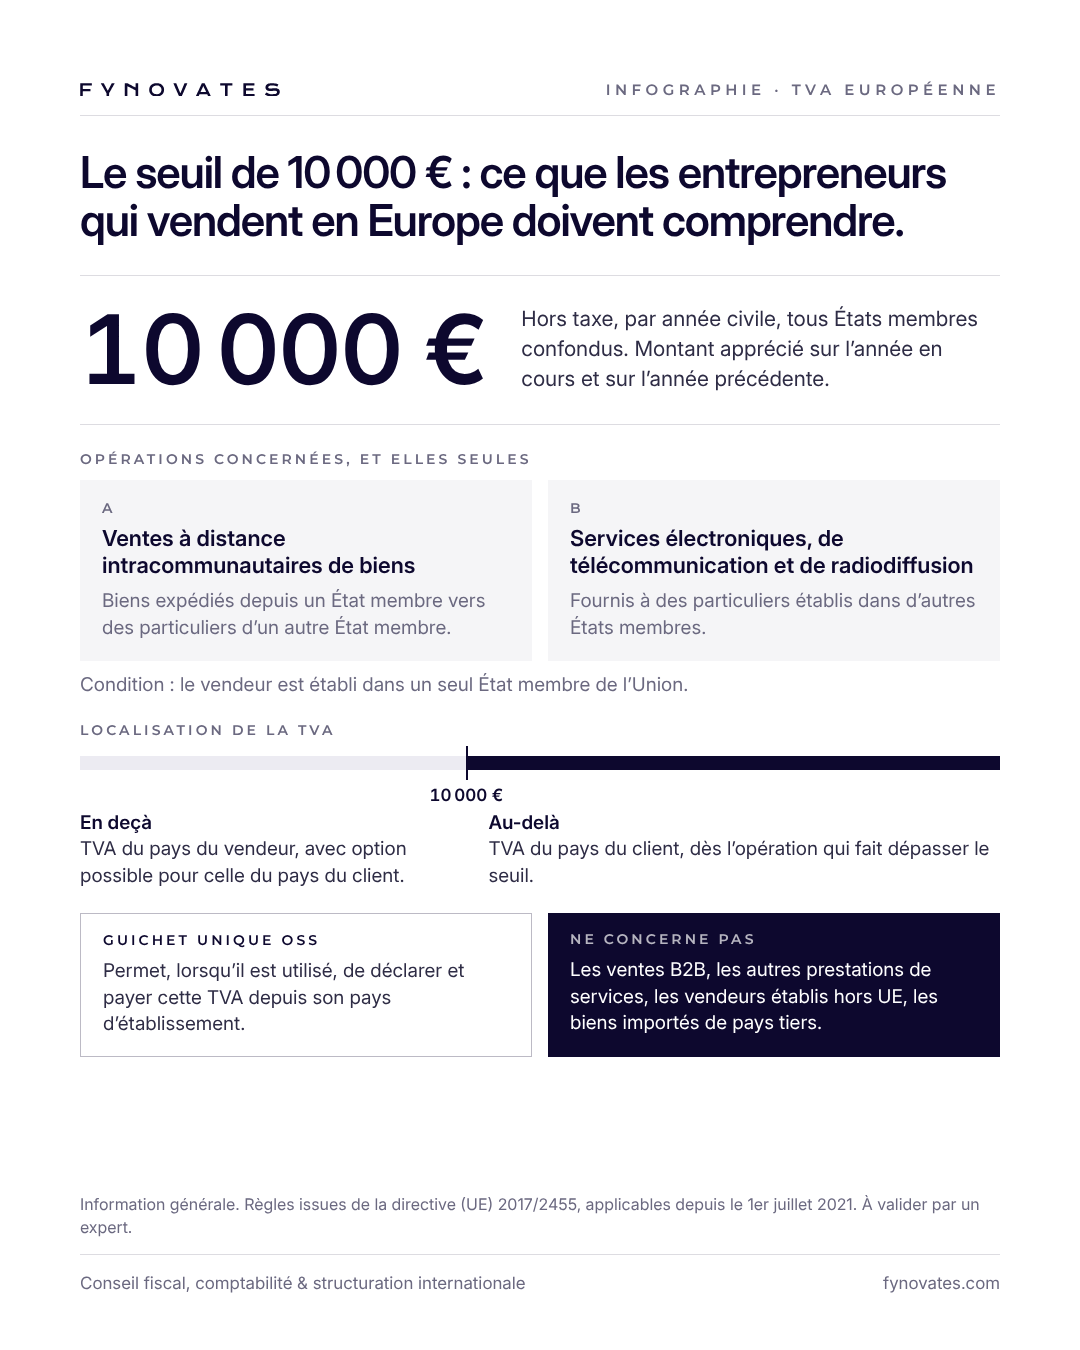 FYNOVATES
INFOGRAPHIE · TVA EUROPÉENNE
Le seuil de 10 000 € : ce que les entrepreneurs
qui vendent en Europe doivent comprendre.
10 000 €
Hors taxe, par année civile, tous États membres
confondus. Montant apprécié sur l’année en
cours et sur l’année précédente.
OPÉRATIONS CONCERNÉES, ET ELLES SEULES
A
Ventes à distance
intracommunautaires de biens
Biens expédiés depuis un État membre vers
des particuliers d’un autre État membre.
B
Services électroniques, de
télécommunication et de radiodiffusion
Fournis à des particuliers établis dans d’autres
États membres.
Condition : le vendeur est établi dans un seul État membre de l’Union.
LOCALISATION DE LA TVA
10 000 €
En deçà
TVA du pays du vendeur, avec option
possible pour celle du pays du client.
Au-delà
TVA du pays du client, dès l’opération qui fait dépasser le
seuil.
GUICHET UNIQUE OSS
Permet, lorsqu’il est utilisé, de déclarer et
payer cette TVA depuis son pays
d’établissement.
NE CONCERNE PAS
Les ventes B2B, les autres prestations de
services, les vendeurs établis hors UE, les
biens importés de pays tiers.
Information générale. Règles issues de la directive (UE) 2017/2455, applicables depuis le 1er juillet 2021. À valider par un
expert.
Conseil fiscal, comptabilité & structuration internationale
fynovates.com